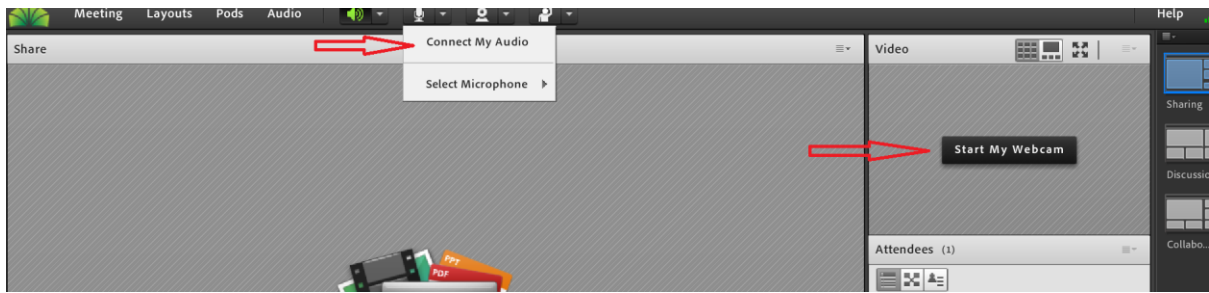 Meeting Layouts Pods Audio Help
Connect My Audio
Select Microphone
Share
PPT
PDF
Video
Start My Webcam
Attendees (1)
Sharing
Discussio
Collabo...